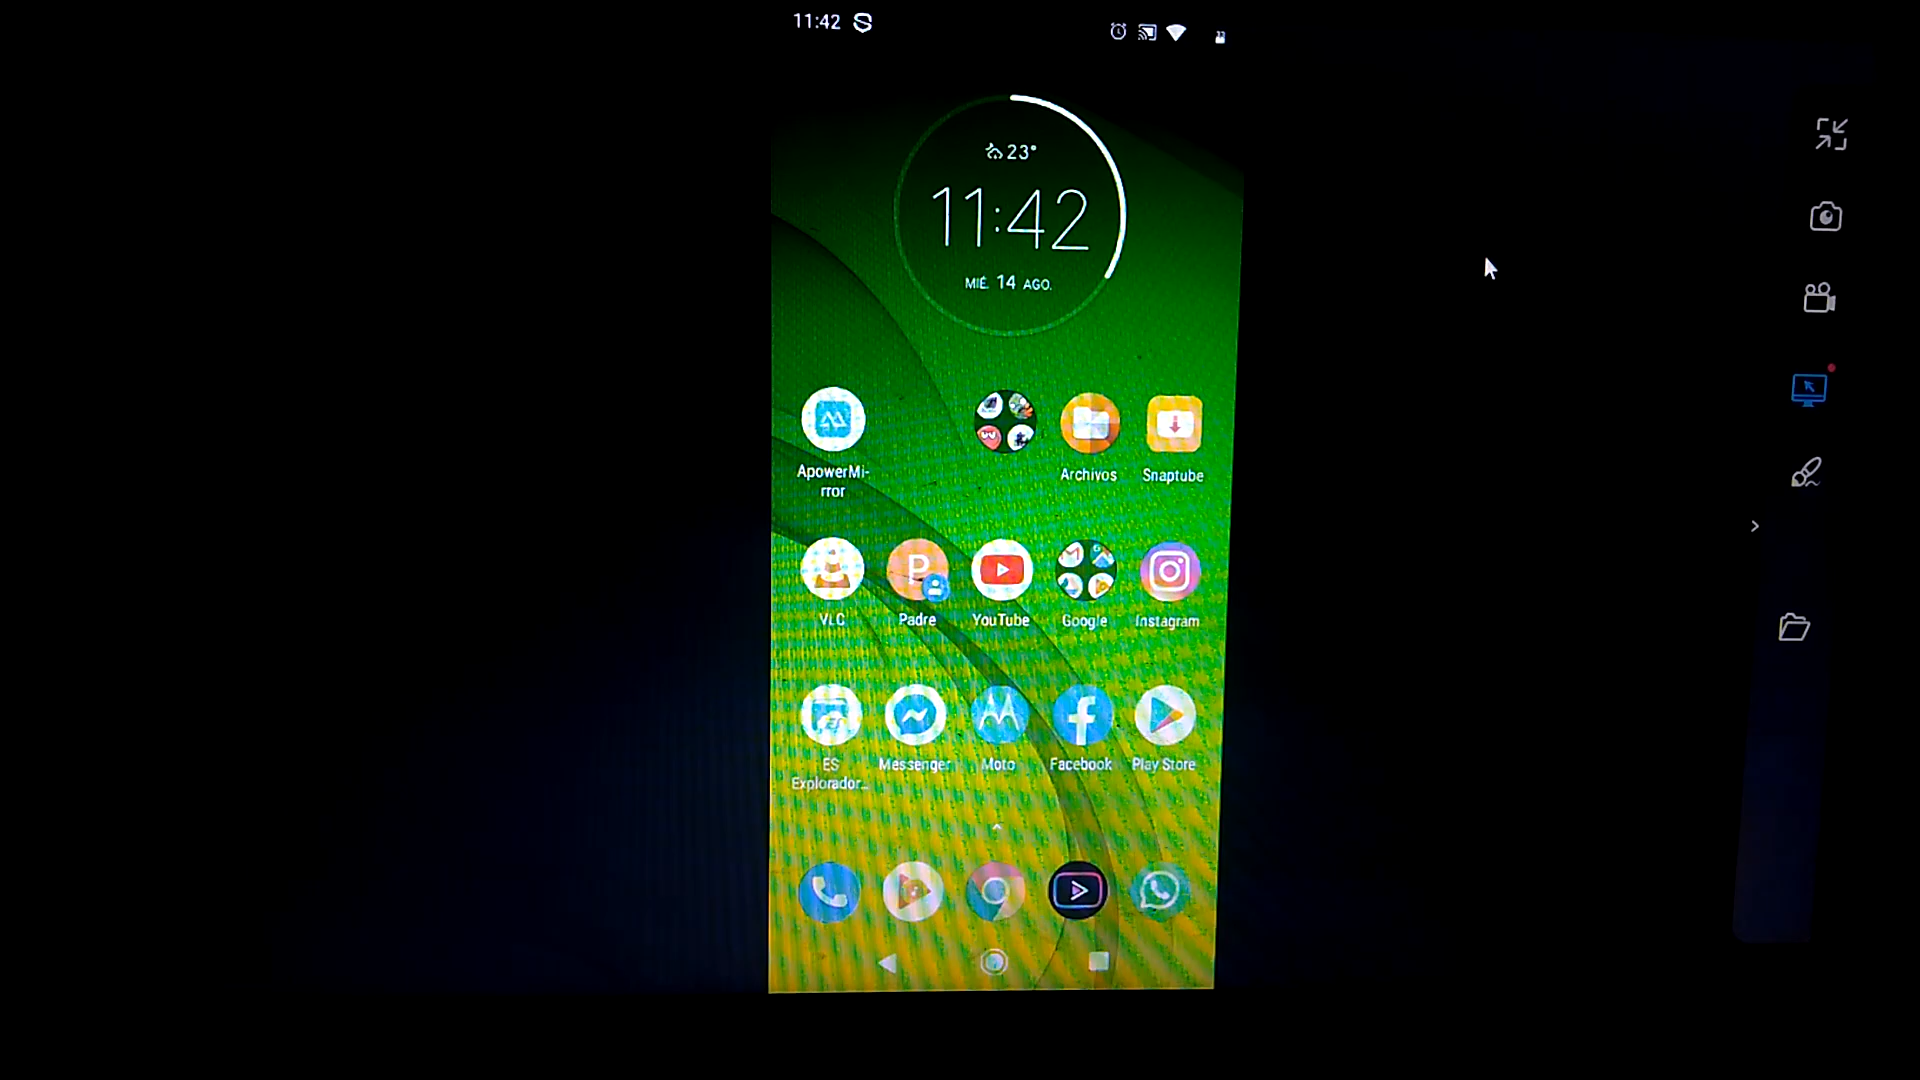 11:42
23°
11:42
MIÉ. 14 AGO.
ApowerMi-
rror
Archivos
Snaptube
VLC
P
Padre
YouTube
Google
Instagram
ES
Explorador...
Messenger
Moto
Facebook
Play Store